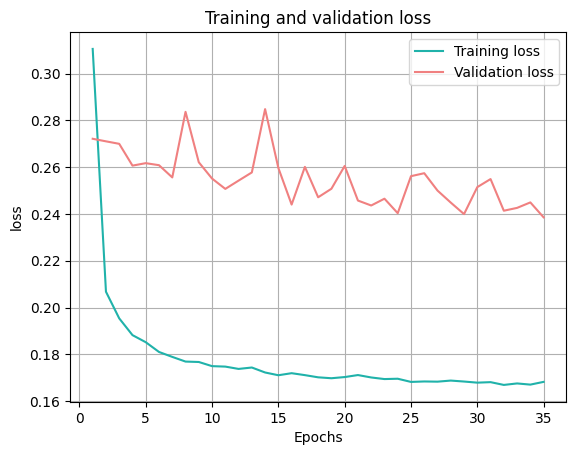 Training and validation loss
Training loss
Validation loss
loss
0.30
0.28
0.26
0.24
0.22
0.20
0.18
0.16
0 5 10 15 20 25 30 35
Epochs